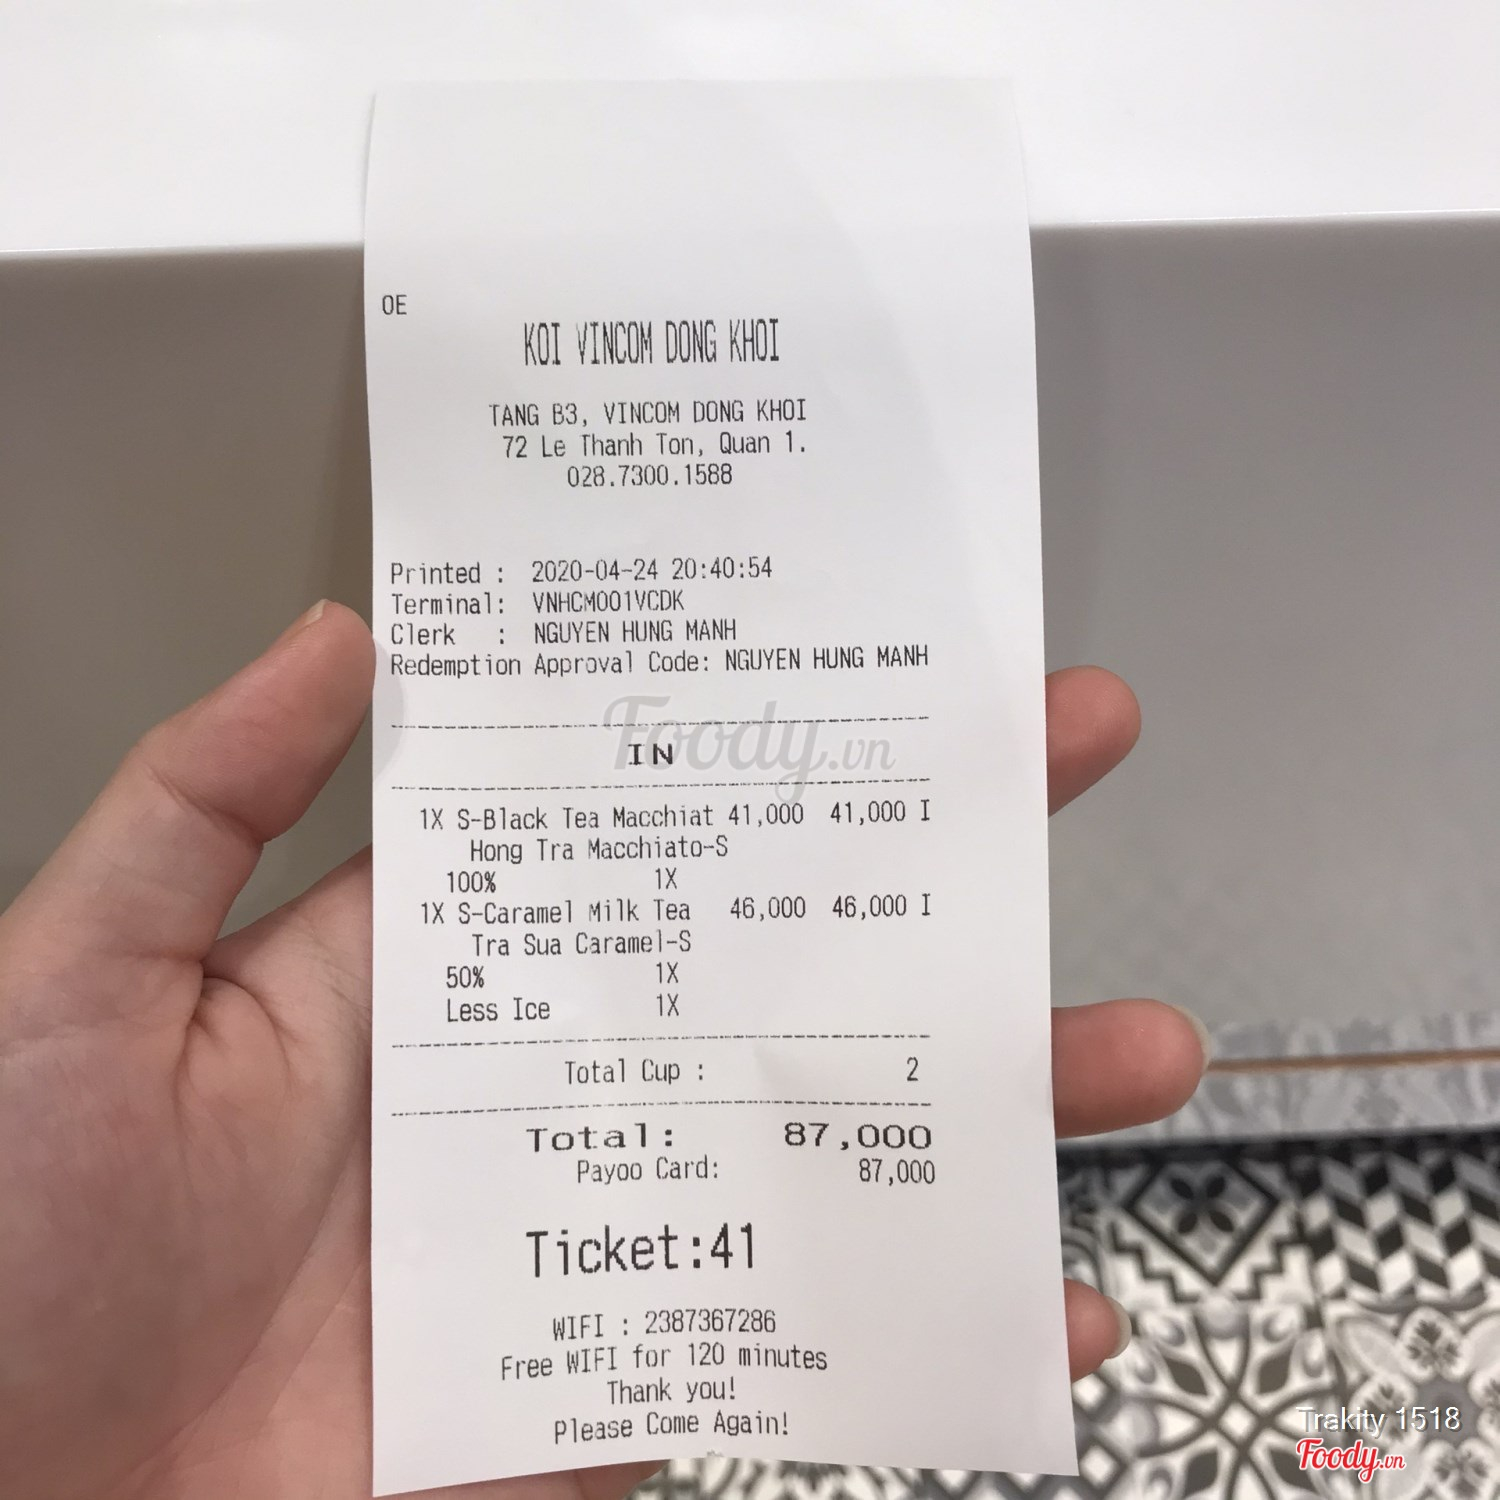 OE
KOI VINCOM DONG KHOI
TANG B3, VINCOM DONG KHOI
72 Le Thanh Ton, Quan 1.
028.7300.1588
Printed : 2020-04-24 20:40:54
Terminal: VNHCM001VCDK
Clerk : NGUYEN HUNG MANH
Redemption Approval Code: NGUYEN HUNG MANH
Foody.vn
IN
1X S-Black Tea Macchiat 41,000 41,000 I
Hong Tra Macchiato-S
100% 1X
1X S-Caramel Milk Tea 46,000 46,000 I
Tra Sua Caramel-S
50% 1X
Less Ice 1X
Total Cup : 2
Total: 87,000
Payoo Card: 87,000
Ticket:41
WIFI : 2387367286
Free WIFI for 120 minutes
Thank you!
Please Come Again!
Trakity 1518
Foody.vn